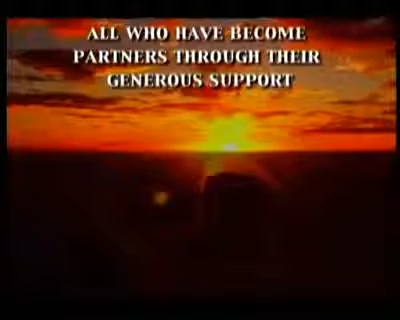 ALL WHO HAVE BECOME
PARTNERS THROUGH THEIR
GENEROUS SUPPORT